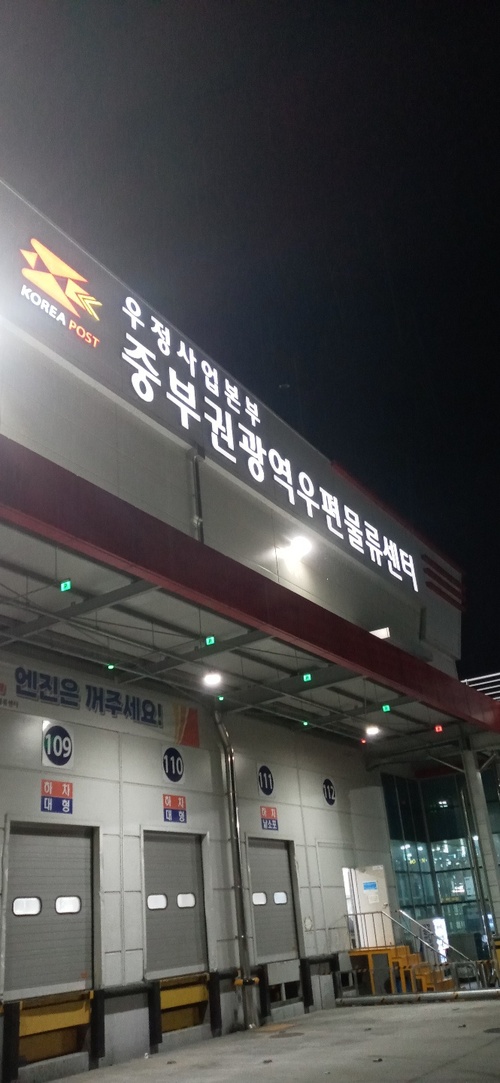 KOREA POST
우정사업본부
중부권광역우편물류센터
엔진은 꺼주세요!
109
하차
대형
110
하차
대형
111
하차
112